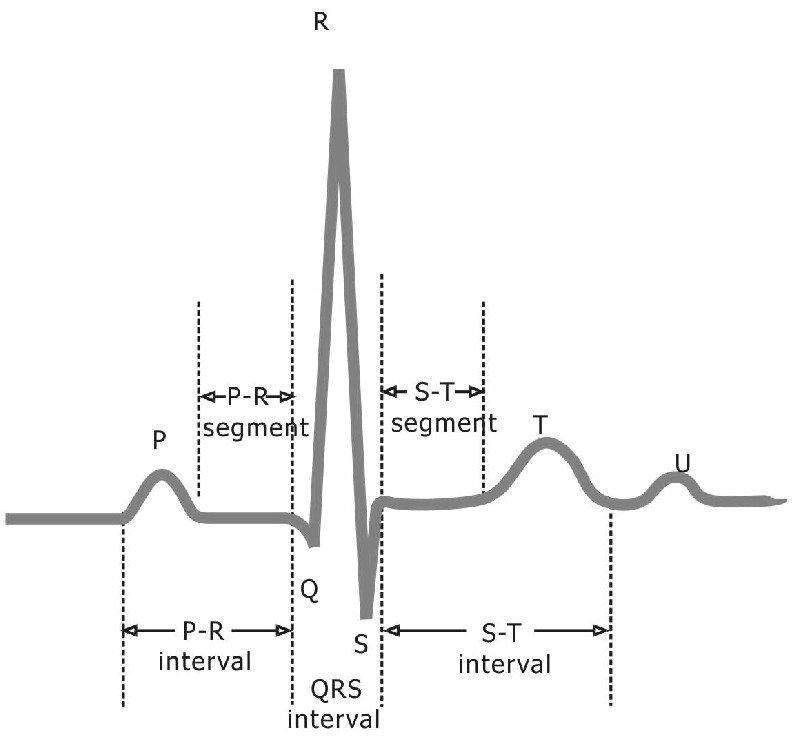 R
P-R
segment
S-T
segment
P
T
U
Q
S
P-R
interval
S-T
interval
QRS
interval